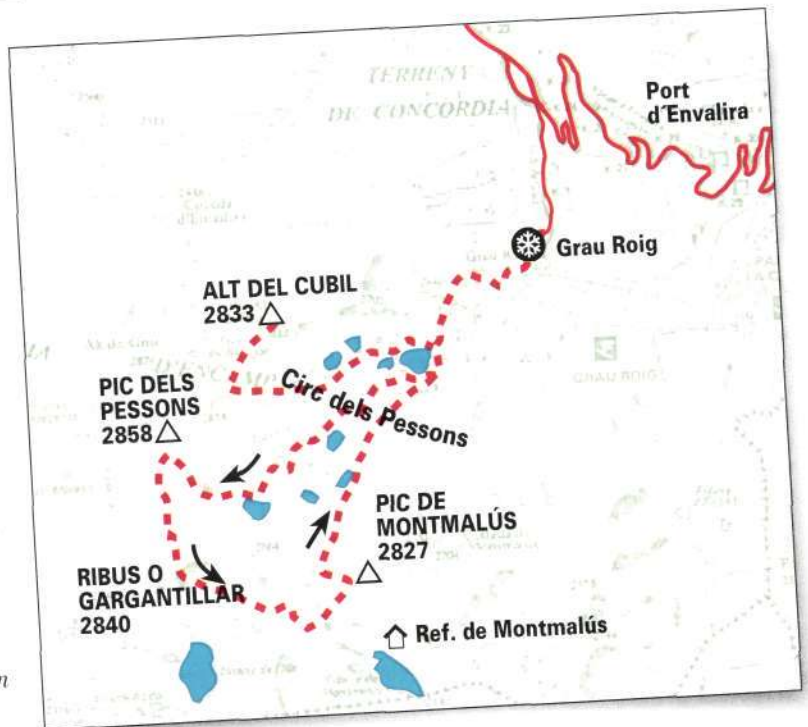 TERRENY
DE CONCORDIA
Port
d´Envalira
Grau Roig
ALT DEL CUBIL
2833
PIC DELS
PESSONS
2858
Circ dels Pessons
GRAU ROIG
PIC DE
MONTMALÚS
2827
RIBUS O
GARGANTILLAR
2840
Ref. de Montmalús
n